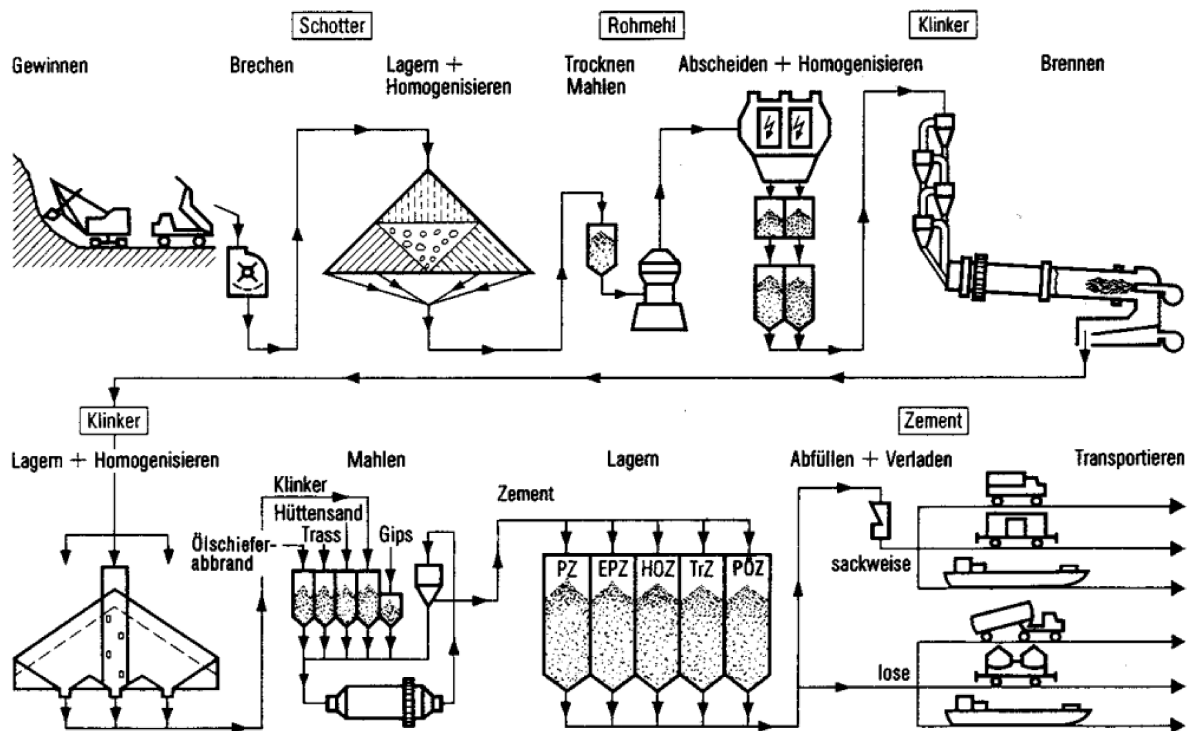 Schotter
Rohmehl
Klinker
Gewinnen
Brechen
Lagern +
Homogenisieren
Trocknen
Mahlen
Abscheiden + Homogenisieren
Brennen
Klinker
Zement
Lagern + Homogenisieren
Mahlen
Lagern
Abfüllen + Verladen
Transportieren
Klinker
Hüttensand
Trass
Gips
Ölschiefer-
abbrand
Zement
PZ
EPZ
HOZ
TrZ
PÖZ
sackweise
lose